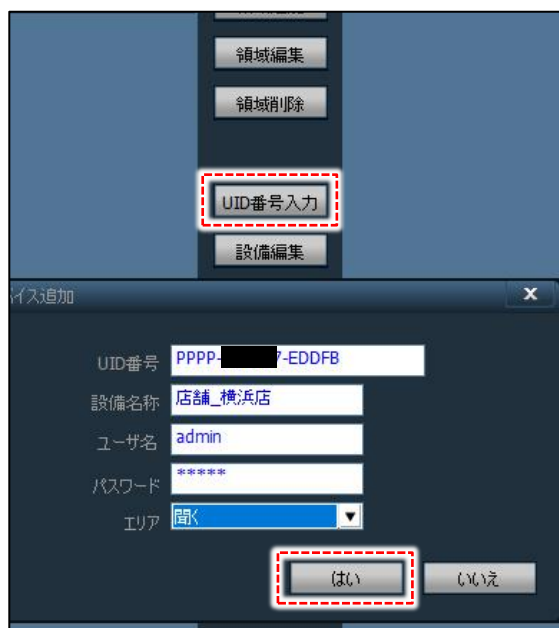 領域編集
領域削除
UID番号入力
設備編集
バイス追加
x
UID番号 PPPP- 7-EDDFB
設備名称 店舗_横浜店
ユーザ名 admin
パスワード *****
エリア 聞く
はい いいえ